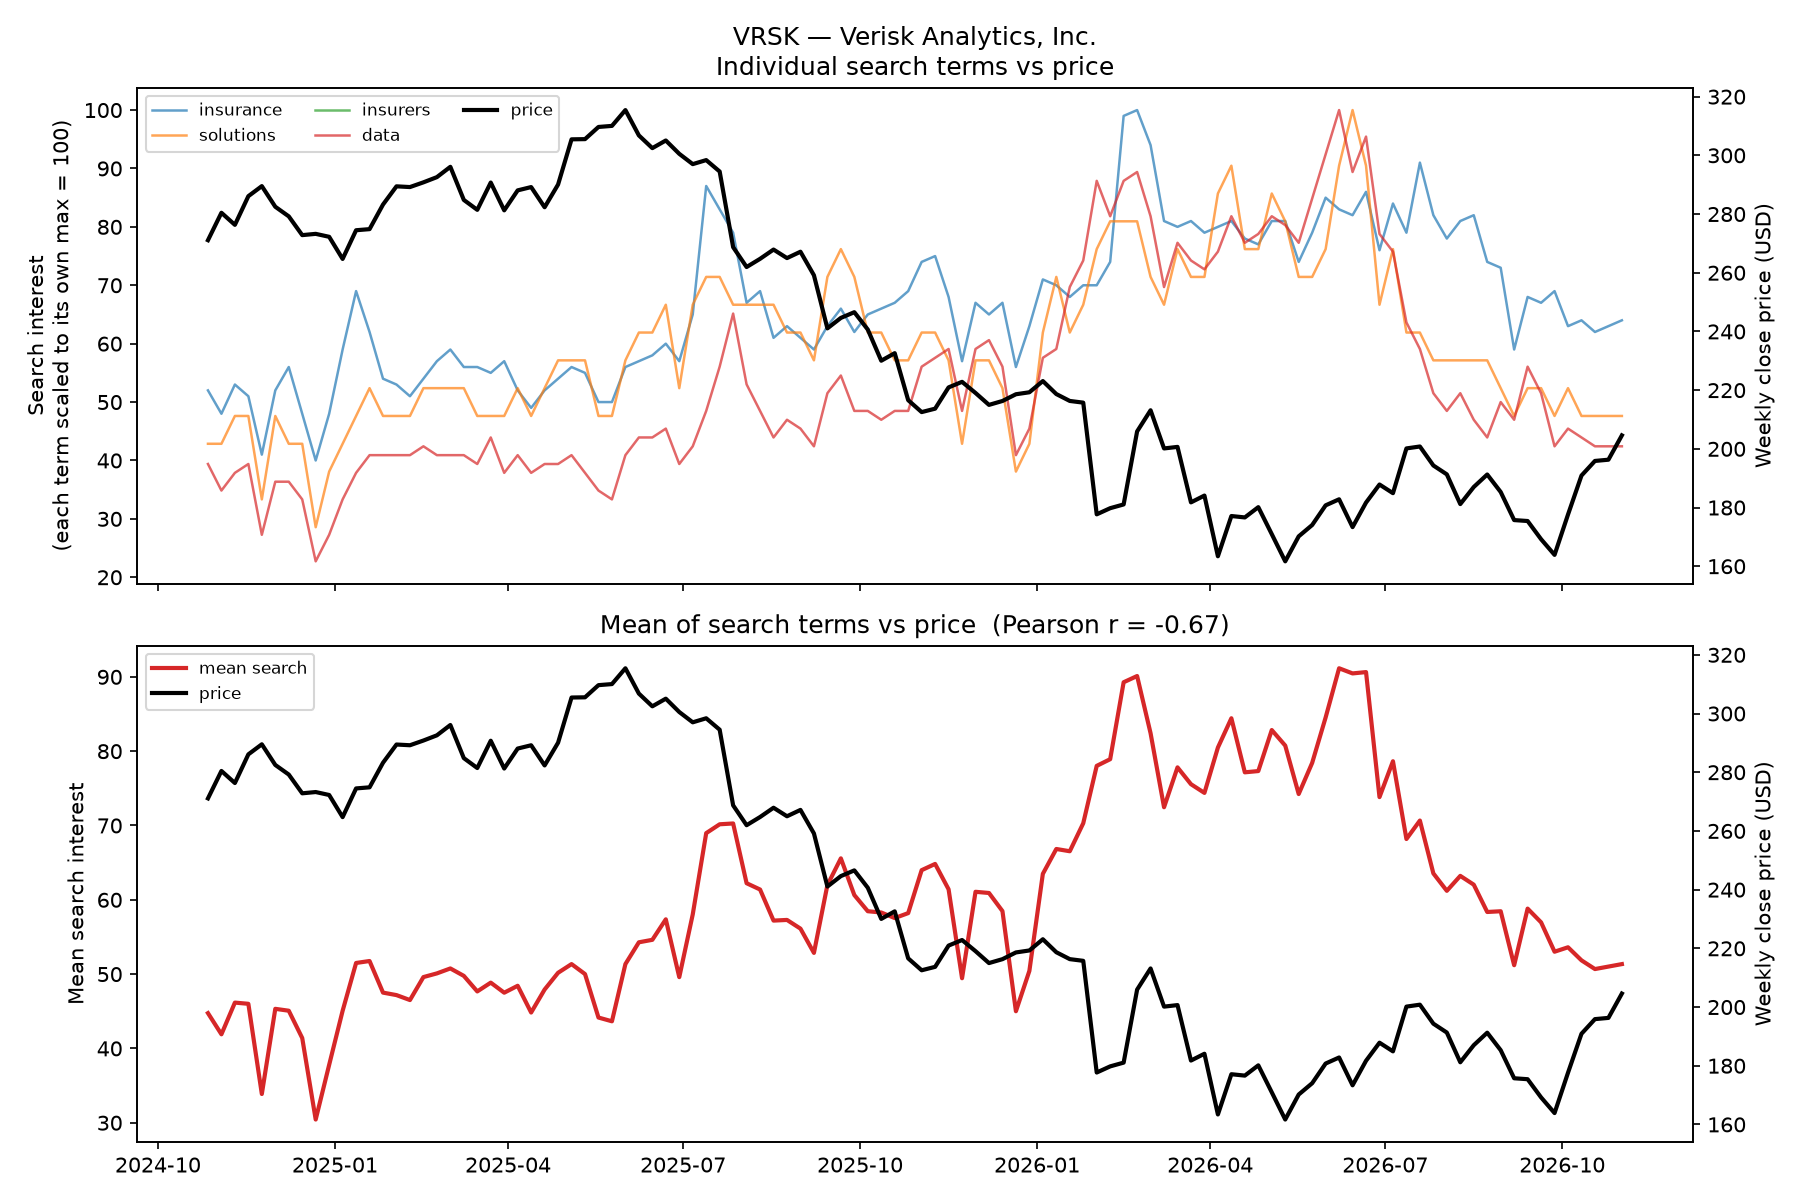 VRSK — Verisk Analytics, Inc.
Individual search terms vs price
insurance
insurers
price
solutions
data
Search interest
(each term scaled to its own max = 100)
100
90
80
70
60
50
40
30
20
Weekly close price (USD)
320
300
280
260
240
220
200
180
160
Mean of search terms vs price (Pearson r = -0.67)
mean search
price
Mean search interest
90
80
70
60
50
40
30
Weekly close price (USD)
320
300
280
260
240
220
200
180
160
2024-10
2025-01
2025-04
2025-07
2025-10
2026-01
2026-04
2026-07
2026-10